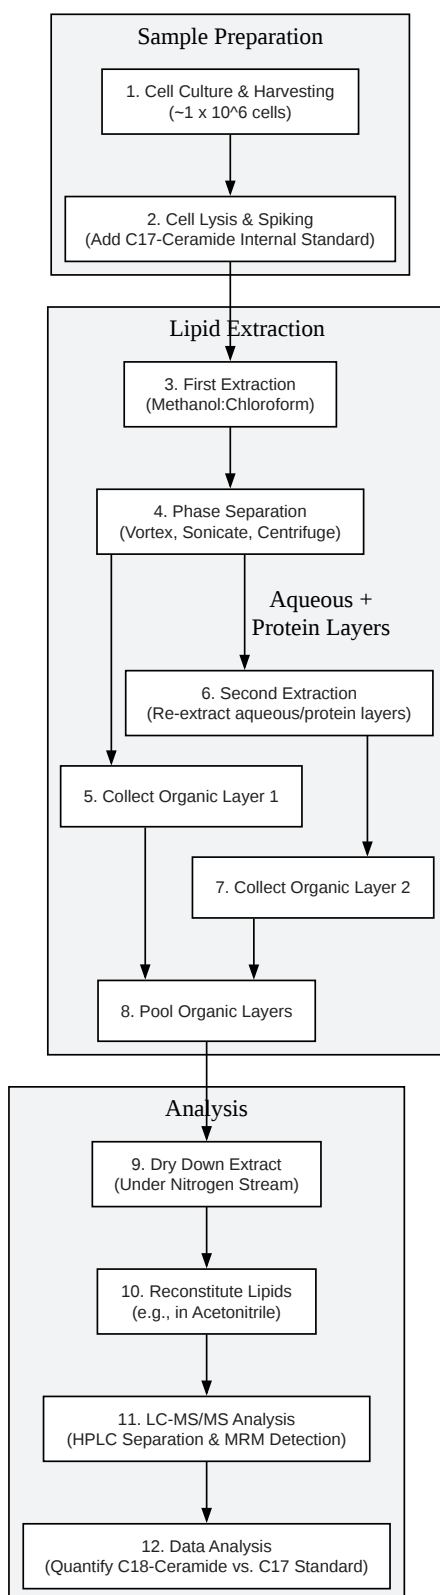 Sample Preparation
1. Cell Culture & Harvesting
(~1 x 10^6 cells)
2. Cell Lysis & Spiking
(Add C17-Ceramide Internal Standard)
Lipid Extraction
3. First Extraction
(Methanol:Chloroform)
4. Phase Separation
(Vortex, Sonicate, Centrifuge)
Aqueous +
Protein Layers
6. Second Extraction
(Re-extract aqueous/protein layers)
5. Collect Organic Layer 1
7. Collect Organic Layer 2
8. Pool Organic Layers
Analysis
9. Dry Down Extract
(Under Nitrogen Stream)
10. Reconstitute Lipids
(e.g., in Acetonitrile)
11. LC-MS/MS Analysis
(HPLC Separation & MRM Detection)
12. Data Analysis
(Quantify C18-Ceramide vs. C17 Standard)